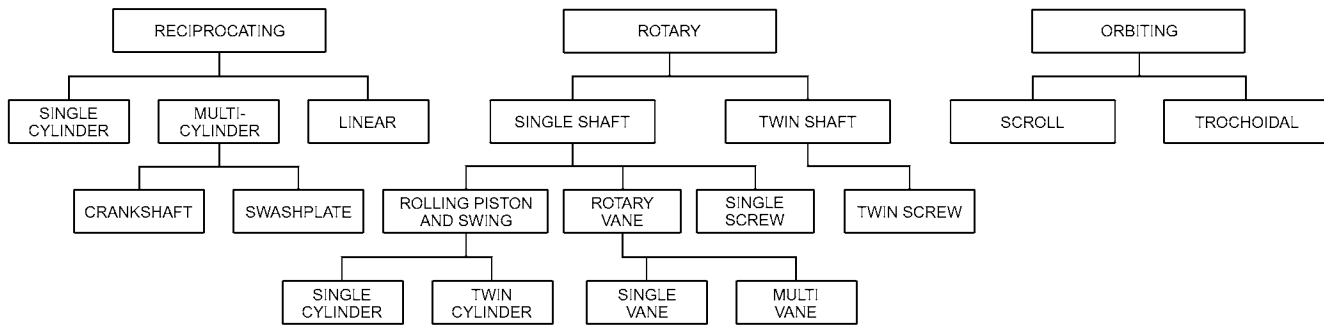 RECIPROCATING
ROTARY
ORBITING
SINGLE
CYLINDER
MULTI-
CYLINDER
LINEAR
SINGLE SHAFT
TWIN SHAFT
SCROLL
TROCHOIDAL
CRANKSHAFT
SWASHPLATE
ROLLING PISTON
AND SWING
ROTARY
VANE
SINGLE
SCREW
TWIN SCREW
SINGLE
CYLINDER
TWIN
CYLINDER
SINGLE
VANE
MULTI
VANE